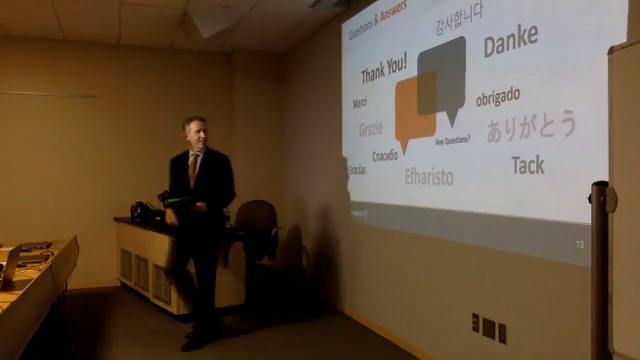 Questions & Answers
감사합니다
Danke
Thank You!
Merci
obrigado
Grazie
ありがとう
Any Questions?
Спасибо
Tack
Gracias
Efharisto
13